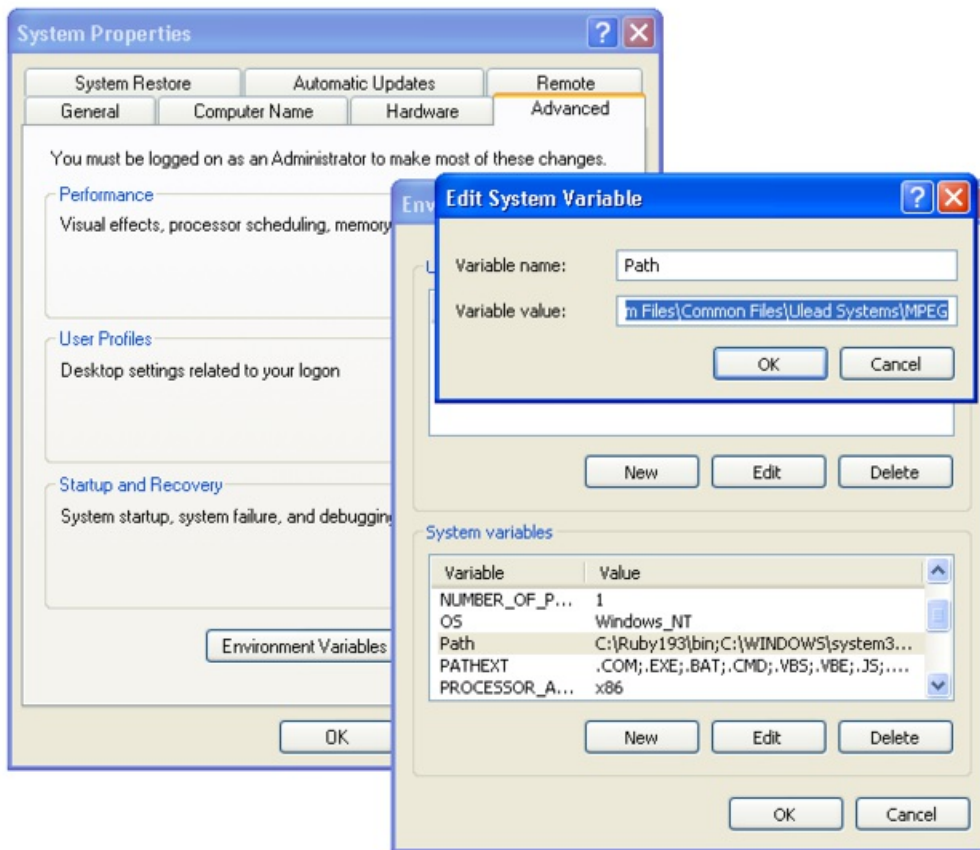 System Properties
System Restore Automatic Updates Remote
General Computer Name Hardware Advanced
You must be logged on as an Administrator to make most of these changes.
Performance
Visual effects, processor scheduling, memory
User Profiles
Desktop settings related to your logon
Startup and Recovery
System startup, system failure, and debugging
Environment Variables
OK
Env
Edit System Variable
Variable name: Path
Variable value: m Files\Common Files\Ulead Systems\MPEG
OK Cancel
New Edit Delete
System variables
Variable Value
NUMBER_OF_P... 1
OS Windows_NT
Path C:\Ruby193\bin;C:\WINDOWS\system3...
PATHEXT .COM;.EXE;.BAT;.CMD;.VBS;.VBE;.JS;....
PROCESSOR_A... x86
New Edit Delete
OK Cancel